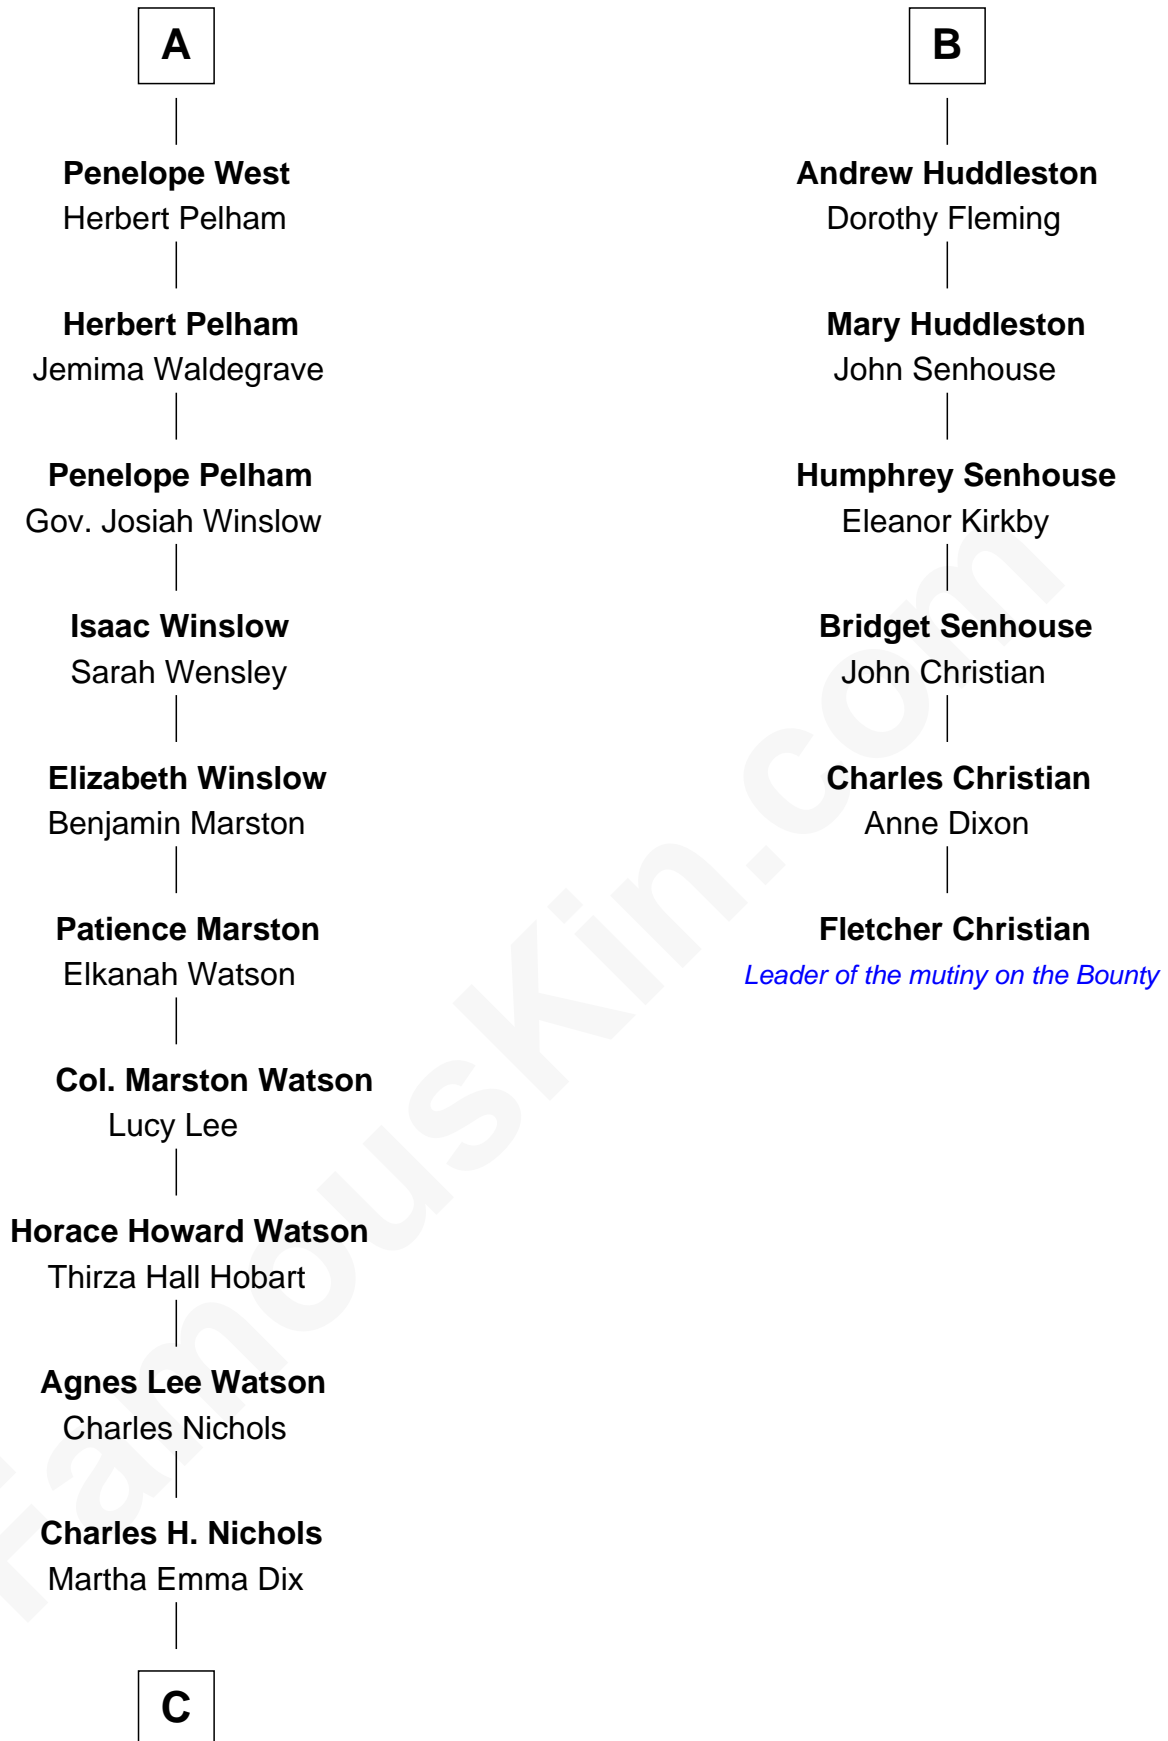 A
Penelope West
Herbert Pelham
Herbert Pelham
Jemima Waldegrave
Penelope Pelham
Gov. Josiah Winslow
Isaac Winslow
Sarah Wensley
Elizabeth Winslow
Benjamin Marston
Patience Marston
Elkanah Watson
Col. Marston Watson
Lucy Lee
Horace Howard Watson
Thirza Hall Hobart
Agnes Lee Watson
Charles Nichols
Charles H. Nichols
Martha Emma Dix
C
B
Andrew Huddleston
Dorothy Fleming
Mary Huddleston
John Senhouse
Humphrey Senhouse
Eleanor Kirkby
Bridget Senhouse
John Christian
Charles Christian
Anne Dixon
Fletcher Christian
Leader of the mutiny on the Bounty
FamousKin.com